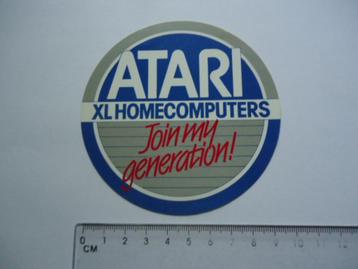 ATARI
XL HOMECOMPUTERS
Join my
generation!
0 1 2 3 4 5 6 7 8 9 10 11 12
CM